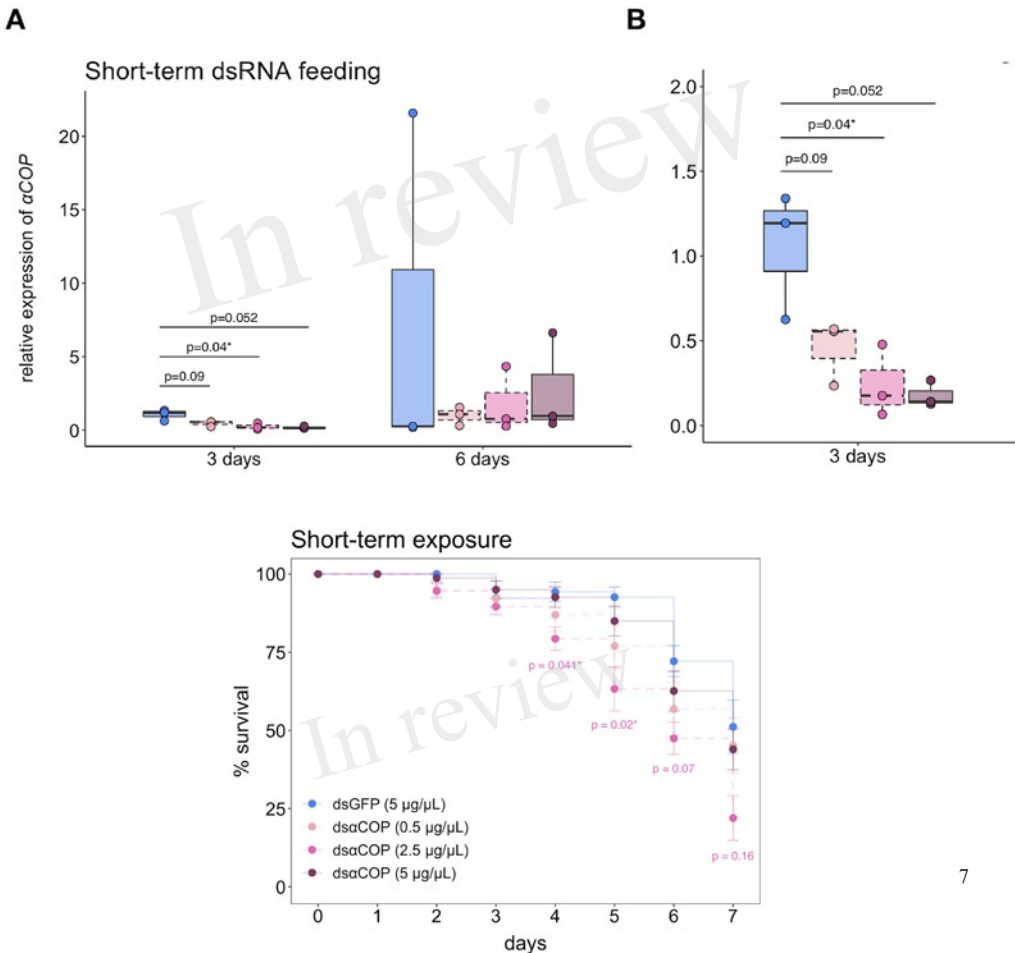 A
B
Short-term dsRNA feeding
relative expression of αCOP
20
15
10
5
0
p=0.052
p=0.04*
p=0.09
3 days
6 days
2.0
1.5
1.0
0.5
0.0
p=0.052
p=0.04*
p=0.09
3 days
In review
Short-term exposure
% survival
100
75
50
25
0
p = 0.041*
p = 0.02*
p = 0.07
p = 0.16
In review
dsGFP (5 µg/µL)
dsαCOP (0.5 µg/µL)
dsαCOP (2.5 µg/µL)
dsαCOP (5 µg/µL)
0 1 2 3 4 5 6 7
days
7